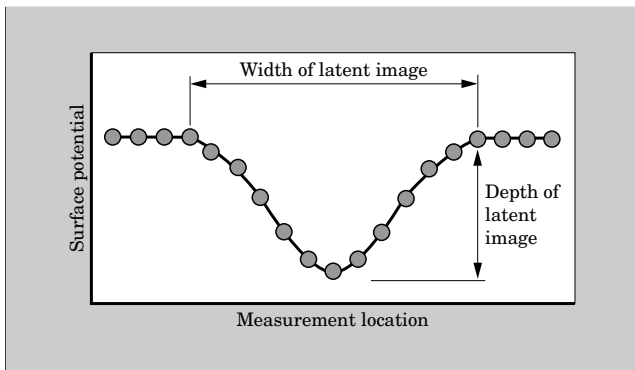 Width of latent image
Surface potential
Depth of
latent
image
Measurement location